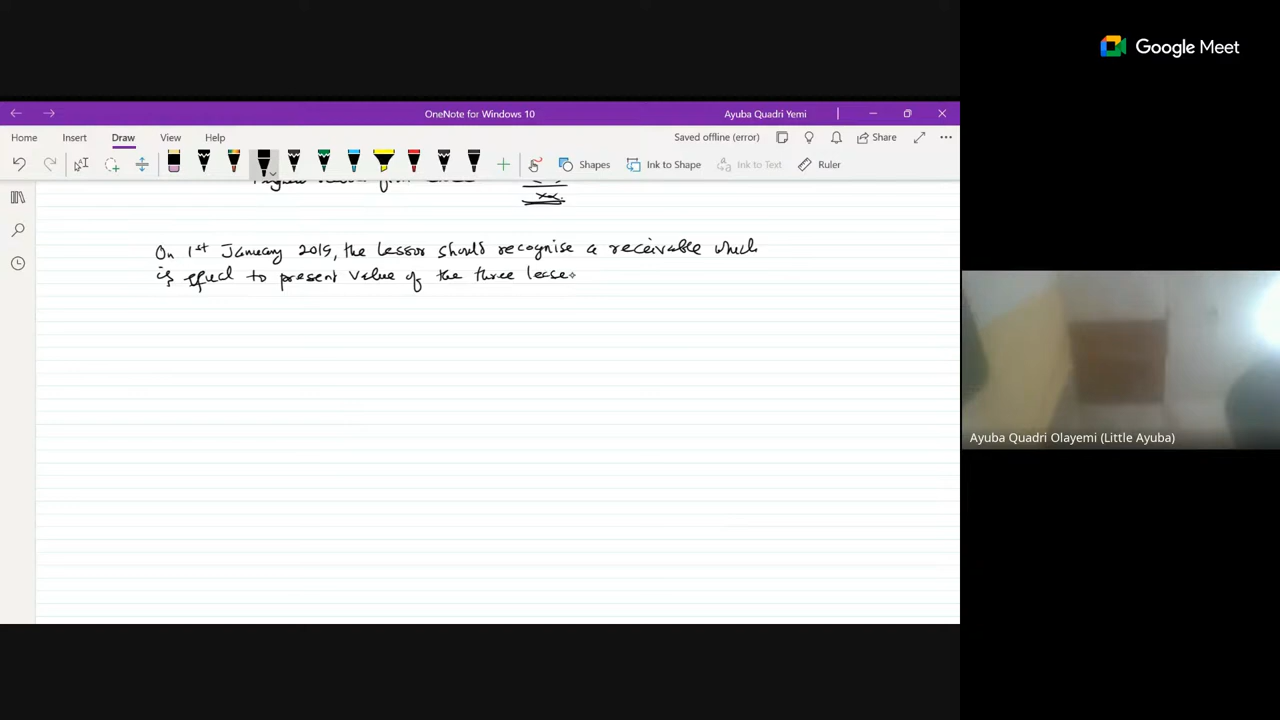 Google Meet
OneNote for Windows 10
Ayuba Quadri Yemi
Home Insert Draw View Help
Saved offline (error)
Share
Shapes
Ink to Shape
Ink to Text
Ruler
xx
On 1st January 2019, the lessor should recognise a receivable which
is equal to present value of the three lease
Ayuba Quadri Olayemi (Little Ayuba)